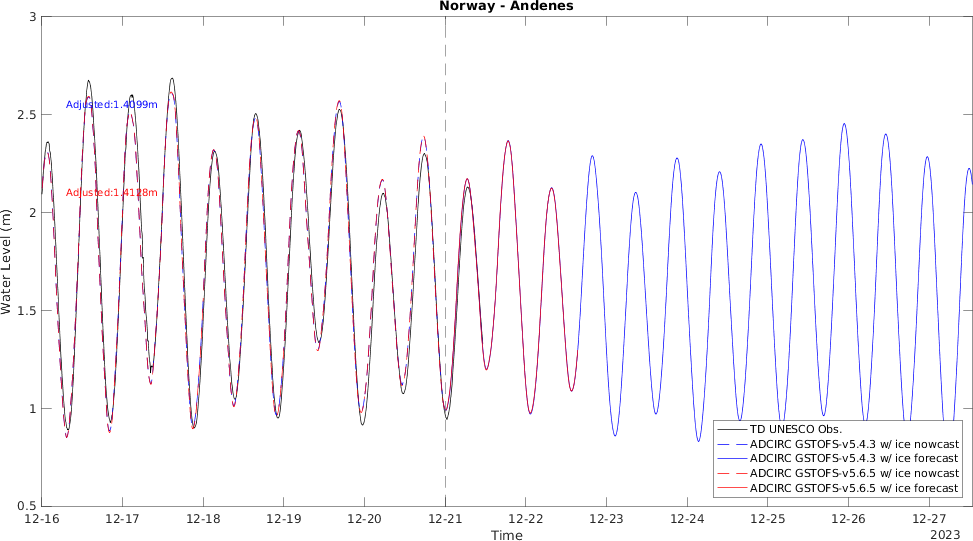 Norway - Andenes
3
2.5
2
1.5
1
0.5
Water Level (m)
Adjusted:1.4099m
Adjusted:1.4128m
TD UNESCO Obs.
ADCIRC GSTOFS-v5.4.3 w/ ice nowcast
ADCIRC GSTOFS-v5.4.3 w/ ice forecast
ADCIRC GSTOFS-v5.6.5 w/ ice nowcast
ADCIRC GSTOFS-v5.6.5 w/ ice forecast
12-16 12-17 12-18 12-19 12-20 12-21 12-22 12-23 12-24 12-25 12-26 12-27
Time
2023